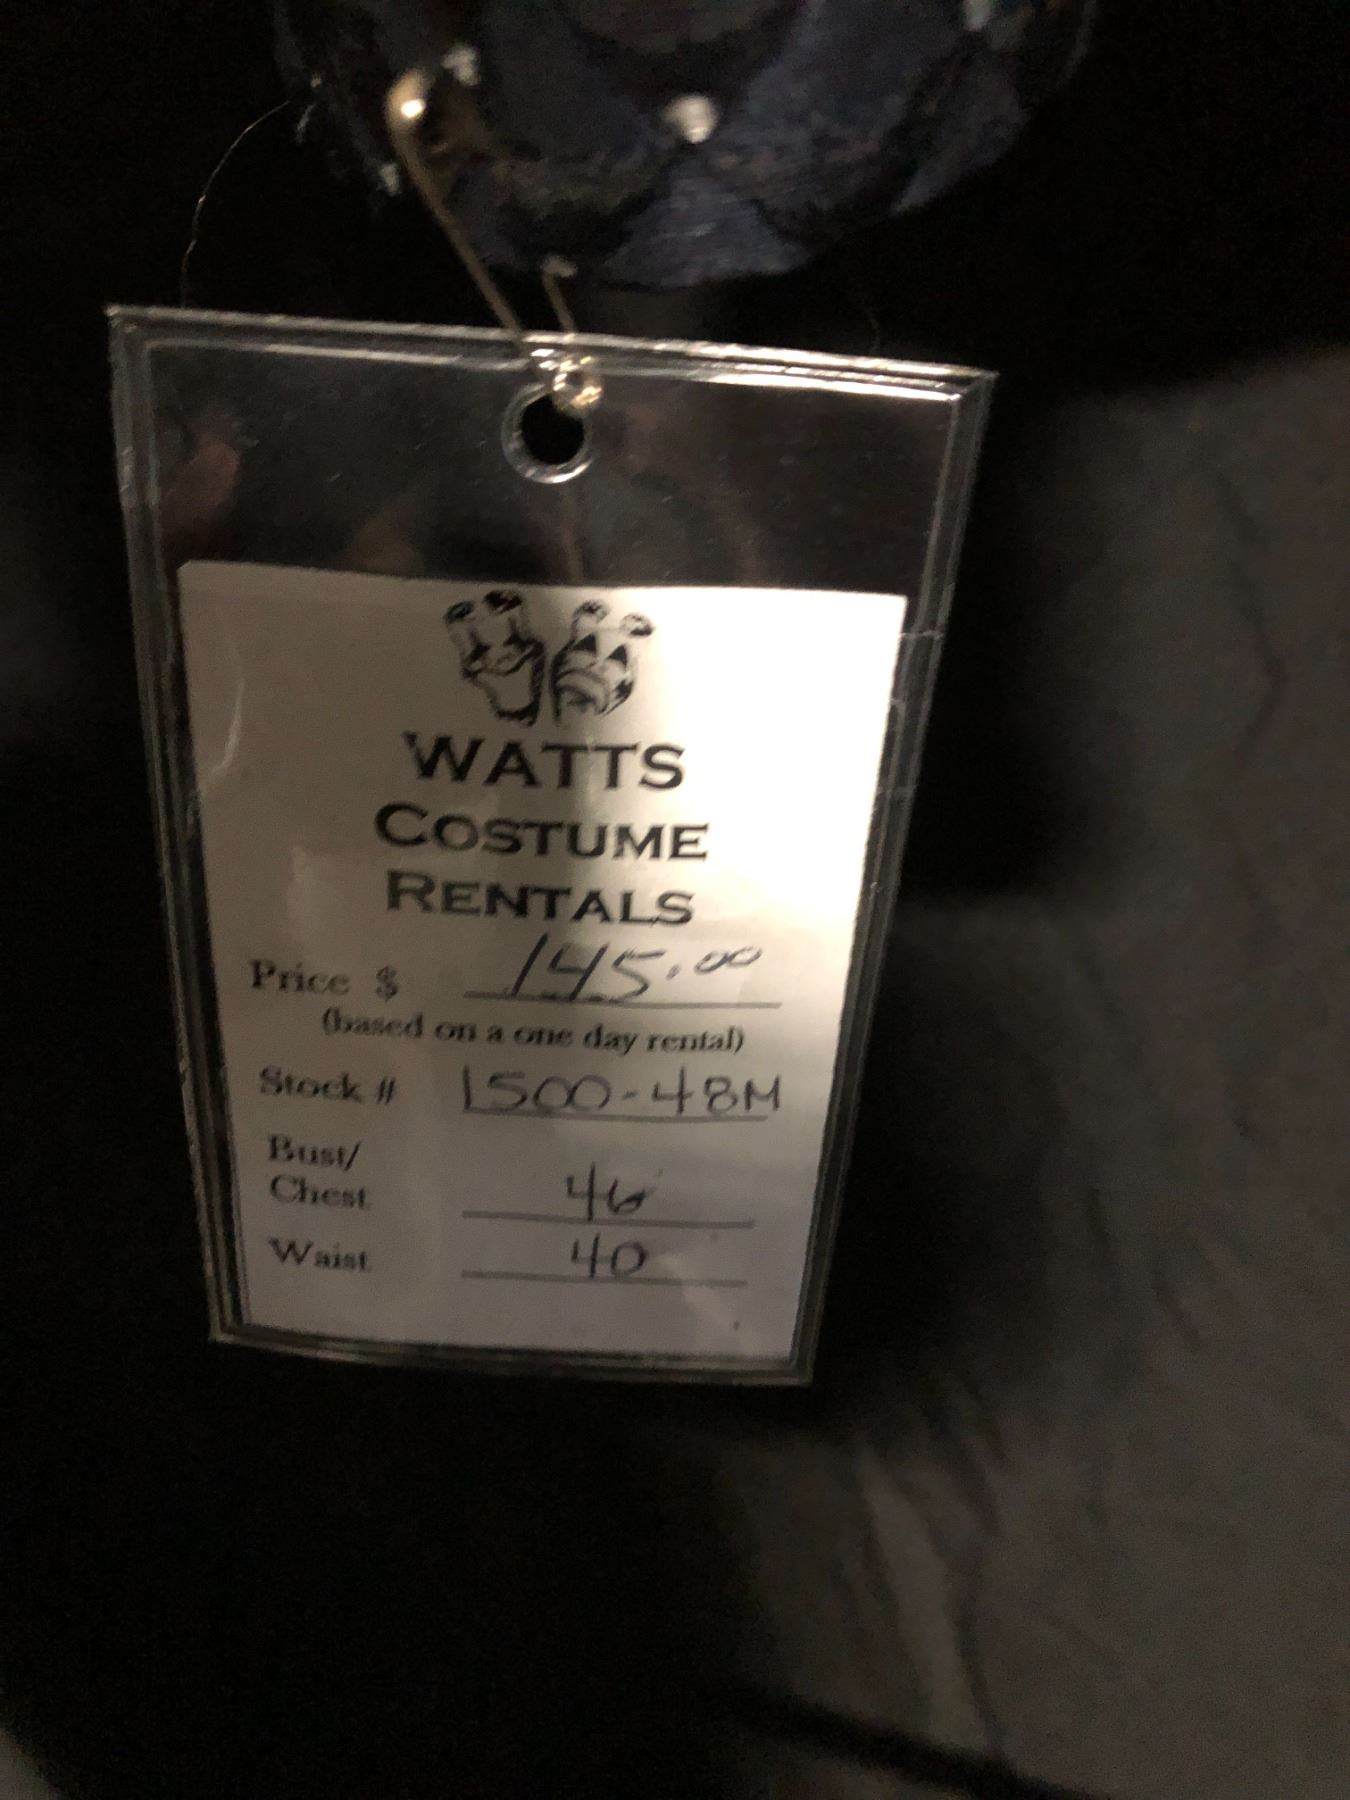 WATTS
COSTUME
RENTALS
Price $ 145.00
(based on a one day rental)
Stock # 1500-48M
Bust/
Chest 46
Waist 40